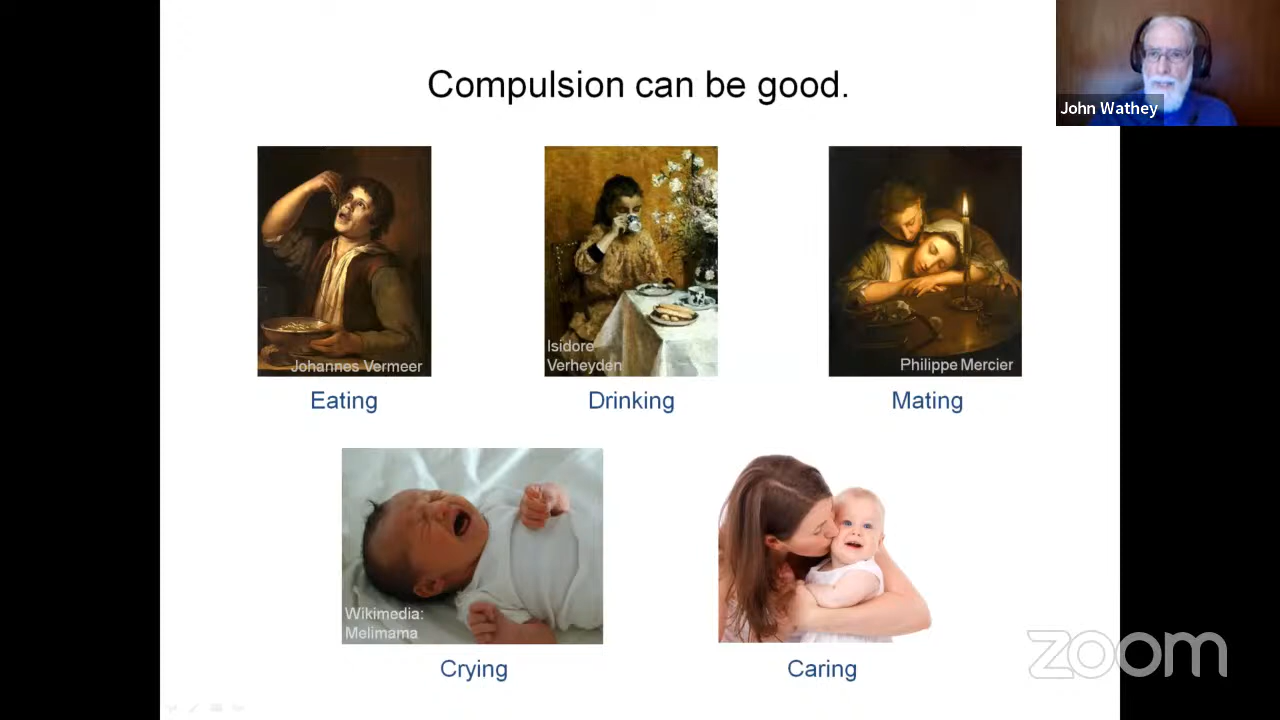 Compulsion can be good.
John Wathey
Johannes Vermeer
Isidore
Verheyden
Philippe Mercier
Eating
Drinking
Mating
Wikimedia:
Melimama
Crying
Caring
zoom